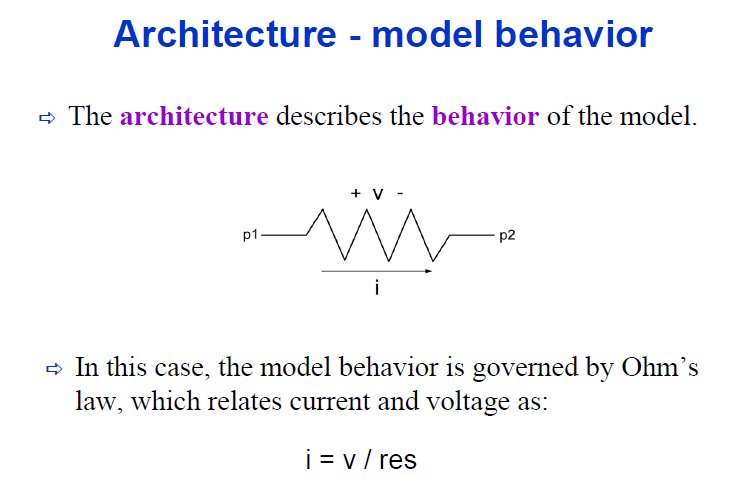 Architecture - model behavior
⇨ The architecture describes the behavior of the model.
+ v -
p1
p2
i
⇨ In this case, the model behavior is governed by Ohm’s
law, which relates current and voltage as:
i = v / res